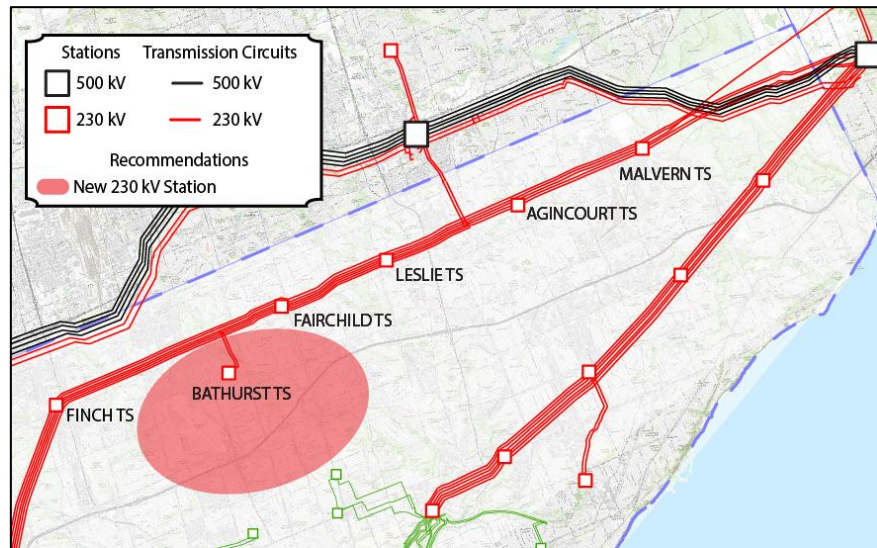 Stations Transmission Circuits
500 kV 500 kV
230 kV 230 kV
Recommendations
New 230 kV Station
MALVERN TS
AGINCOURT TS
LESLIE TS
FAIRCHILD TS
BATHURST TS
FINCH TS